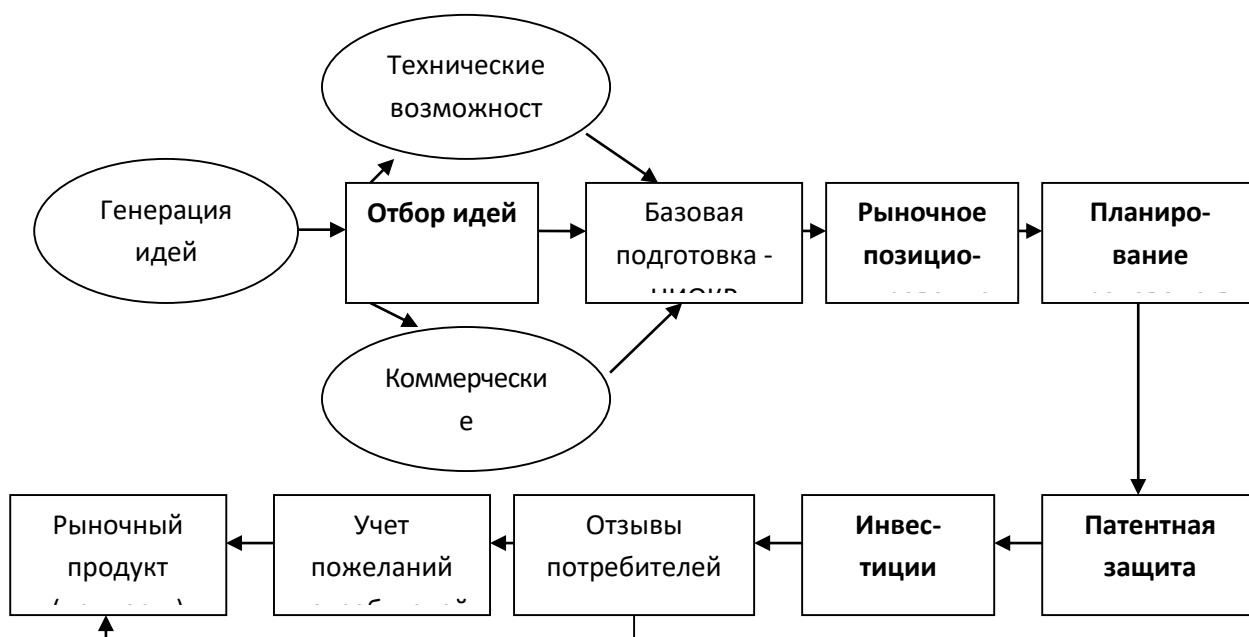 Технические
возможност
Генерация
идей
Отбор идей
Базовая
подготовка -
Рыночное
позицио-
Планиро-
вание
Коммерчески
е
Рыночный
продукт
Учет
пожеланий
Отзывы
потребителей
Инвес-
тиции
Патентная
защита